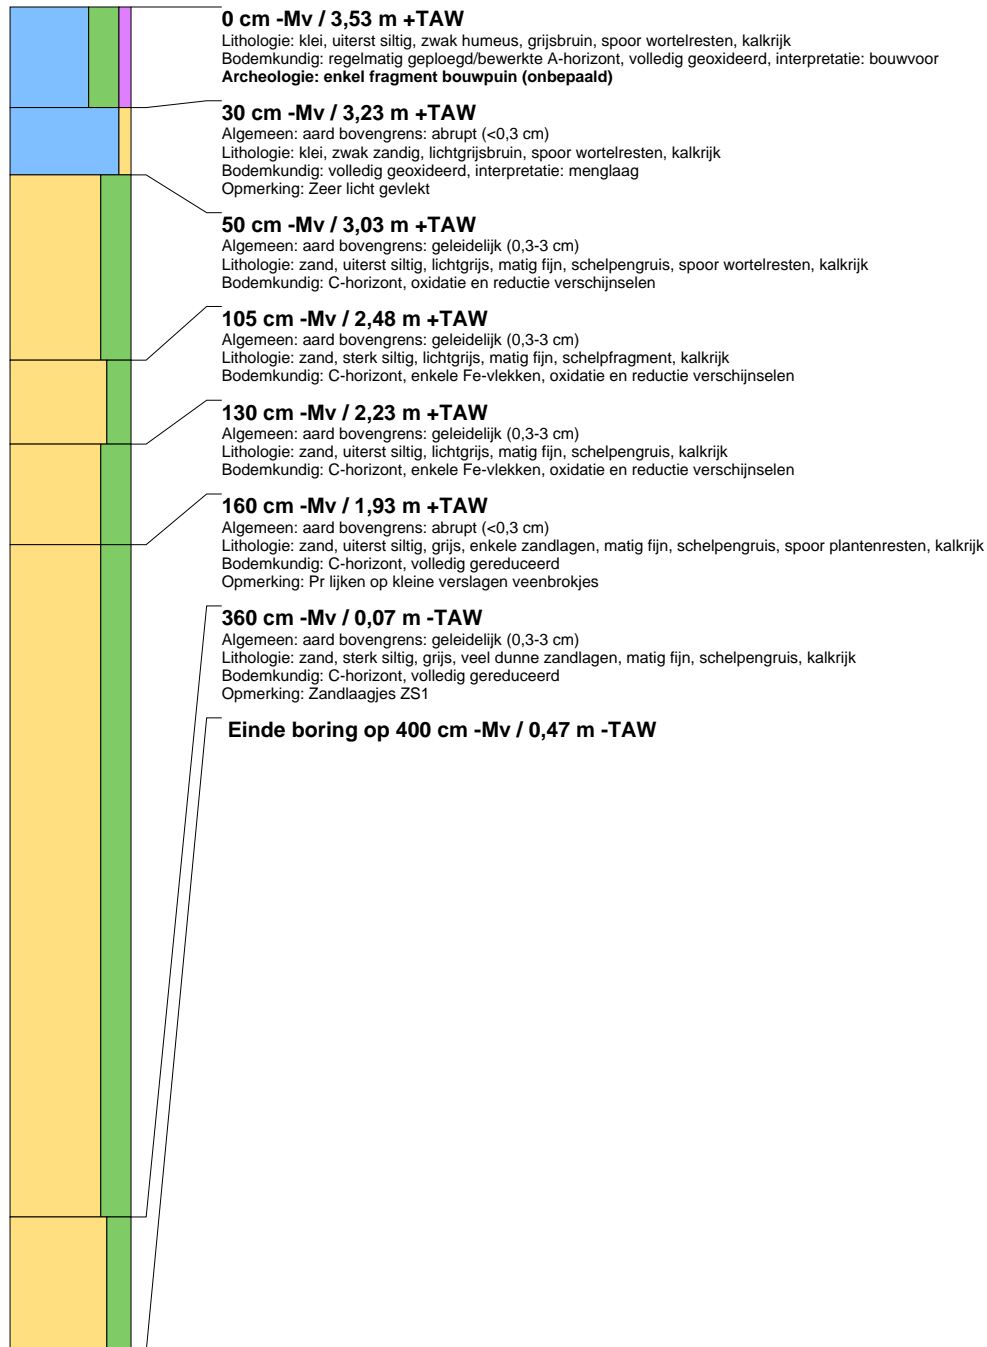 0 cm -Mv / 3,53 m +TAW
Lithologie: klei, uiterst siltig, zwak humeus, grijsbruin, spoor wortelresten, kalkrijk
Bodemkundig: regelmatig geploegd/bewerkte A-horizont, volledig geoxideerd, interpretatie: bouwvoor
Archeologie: enkel fragment bouwpuin (onbepaald)
30 cm -Mv / 3,23 m +TAW
Algemeen: aard bovengrens: abrupt (<0,3 cm)
Lithologie: klei, zwak zandig, lichtgrijsbruin, spoor wortelresten, kalkrijk
Bodemkundig: volledig geoxideerd, interpretatie: menglaag
Opmerking: Zeer licht gevlekt
50 cm -Mv / 3,03 m +TAW
Algemeen: aard bovengrens: geleidelijk (0,3-3 cm)
Lithologie: zand, uiterst siltig, lichtgrijs, matig fijn, schelpengruis, spoor wortelresten, kalkrijk
Bodemkundig: C-horizont, oxidatie en reductie verschijnselen
105 cm -Mv / 2,48 m +TAW
Algemeen: aard bovengrens: geleidelijk (0,3-3 cm)
Lithologie: zand, sterk siltig, lichtgrijs, matig fijn, schelpfragment, kalkrijk
Bodemkundig: C-horizont, enkele Fe-vlekken, oxidatie en reductie verschijnselen
130 cm -Mv / 2,23 m +TAW
Algemeen: aard bovengrens: geleidelijk (0,3-3 cm)
Lithologie: zand, uiterst siltig, lichtgrijs, matig fijn, schelpengruis, kalkrijk
Bodemkundig: C-horizont, enkele Fe-vlekken, oxidatie en reductie verschijnselen
160 cm -Mv / 1,93 m +TAW
Algemeen: aard bovengrens: abrupt (<0,3 cm)
Lithologie: zand, uiterst siltig, grijs, enkele zandlagen, matig fijn, schelpengruis, spoor plantenresten, kalkrijk
Bodemkundig: C-horizont, volledig gereduceerd
Opmerking: Pr lijken op kleine verslagen veenbrokjes
360 cm -Mv / 0,07 m -TAW
Algemeen: aard bovengrens: geleidelijk (0,3-3 cm)
Lithologie: zand, sterk siltig, grijs, veel dunne zandlagen, matig fijn, schelpengruis, kalkrijk
Bodemkundig: C-horizont, volledig gereduceerd
Opmerking: Zandlaagjes ZS1
Einde boring op 400 cm -Mv / 0,47 m -TAW